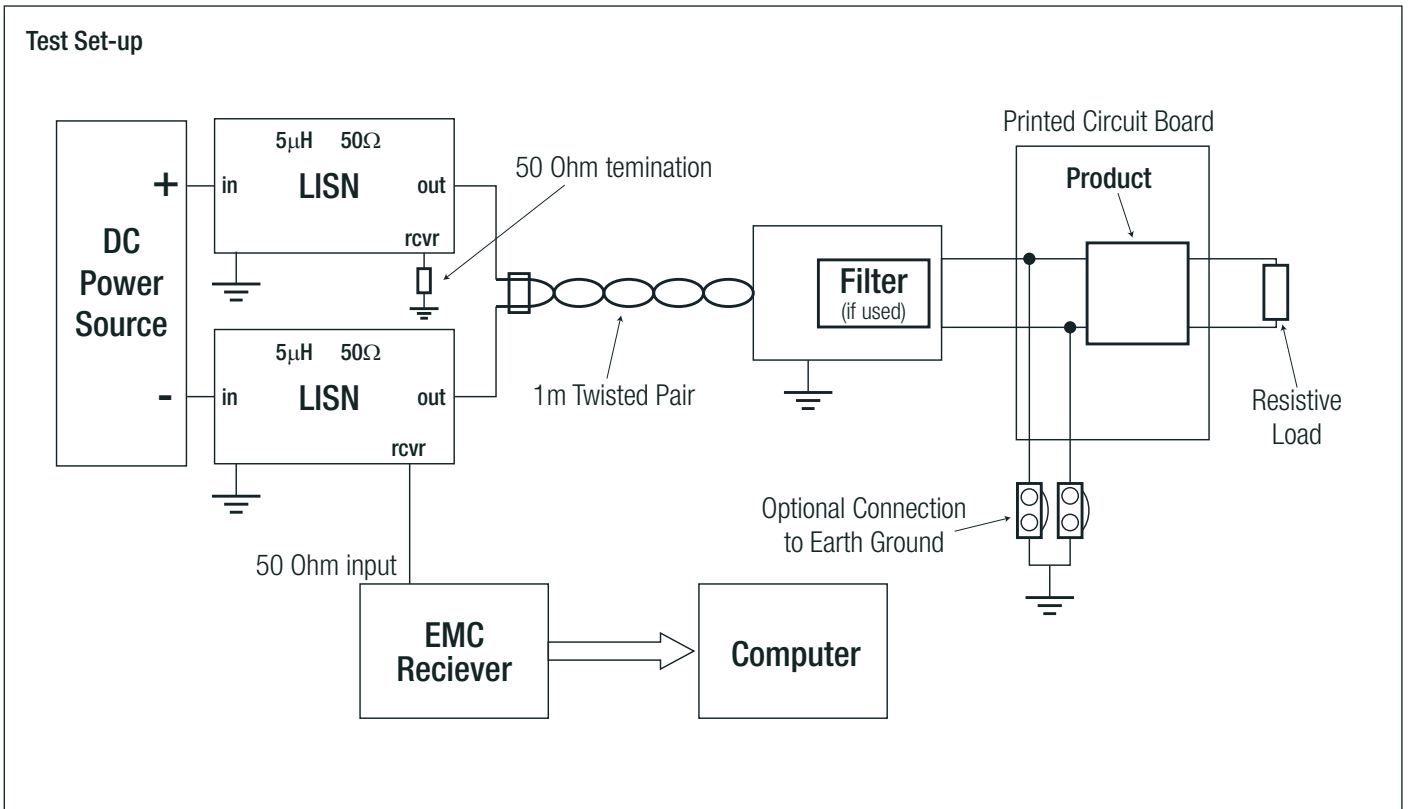 Test Set-up
DC
Power
Source
+
-
5μH 50Ω
LISN
in
out
rcvr
50 Ohm temination
5μH 50Ω
LISN
in
out
rcvr
1m Twisted Pair
Filter
(if used)
Printed Circuit Board
Product
Resistive
Load
Optional Connection
to Earth Ground
50 Ohm input
EMC
Reciever
Computer